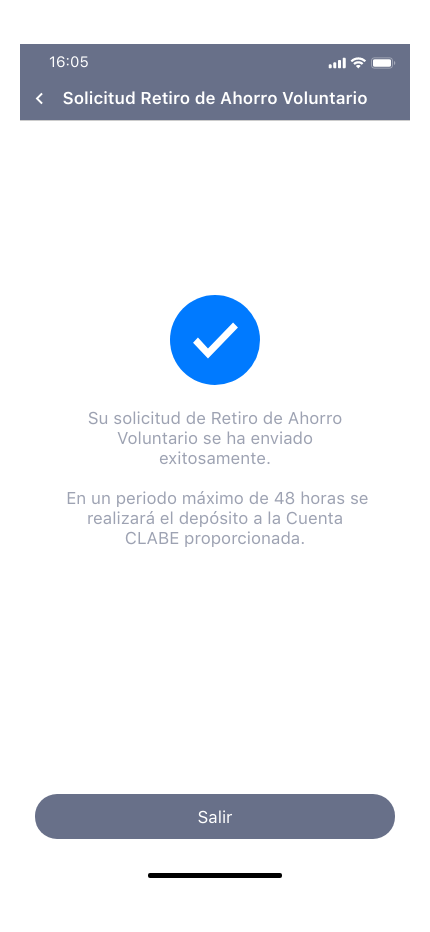 16:05
Solicitud Retiro de Ahorro Voluntario
Su solicitud de Retiro de Ahorro
Voluntario se ha enviado
exitosamente.
En un periodo máximo de 48 horas se
realizará el depósito a la Cuenta
CLABE proporcionada.
Salir